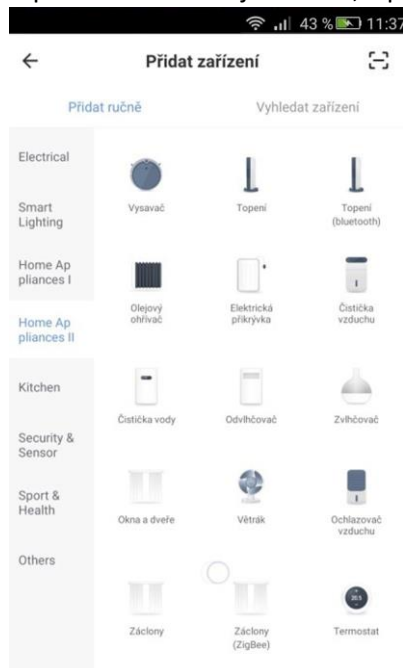 43 % 11:37
Přidat zařízení
Přidat ručně
Vyhledat zařízení
Electrical
Smart
Lighting
Home Ap
pliances I
Home Ap
pliances II
Kitchen
Security &
Sensor
Sport &
Health
Others
Vysavač
Topení
Topení
(bluetooth)
Olejový
ohřívač
Elektrická
přikrývka
Čistička
vzduchu
Čistička vody
Odvlhčovač
Zvlhčovač
Okna a dveře
Větrák
Ochlazovač
vzduchu
Záclony
Záclony
(ZigBee)
20.5
Termostat